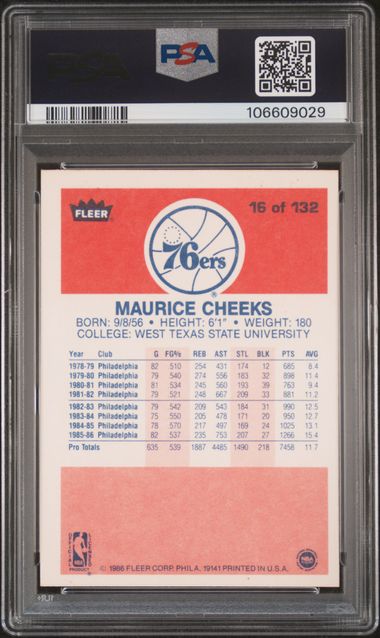 PSA
PSA
106609029
FLEER
16 of 132
76ers
MAURICE CHEEKS
BORN: 9/8/56 • HEIGHT: 6'1" • WEIGHT: 180
COLLEGE: WEST TEXAS STATE UNIVERSITY
Year Club G FG% REB AST STL BLK PTS AVG
1978-79 Philadelphia 82 510 254 431 174 12 685 8.4
1979-80 Philadelphia 79 540 274 556 183 32 898 11.4
1980-81 Philadelphia 81 534 245 560 193 39 763 9.4
1981-82 Philadelphia 79 521 248 667 209 33 881 11.2
1982-83 Philadelphia 79 542 209 543 184 31 990 12.5
1983-84 Philadelphia 75 550 205 478 171 20 950 12.7
1984-85 Philadelphia 78 570 217 497 169 24 1025 13.1
1985-86 Philadelphia 82 537 235 753 207 27 1266 15.4
Pro Totals 635 539 1887 4485 1490 218 7458 11.7
NBA
PRODUCT
© 1986 FLEER CORP. PHILA. 19141 PRINTED IN U.S.A.